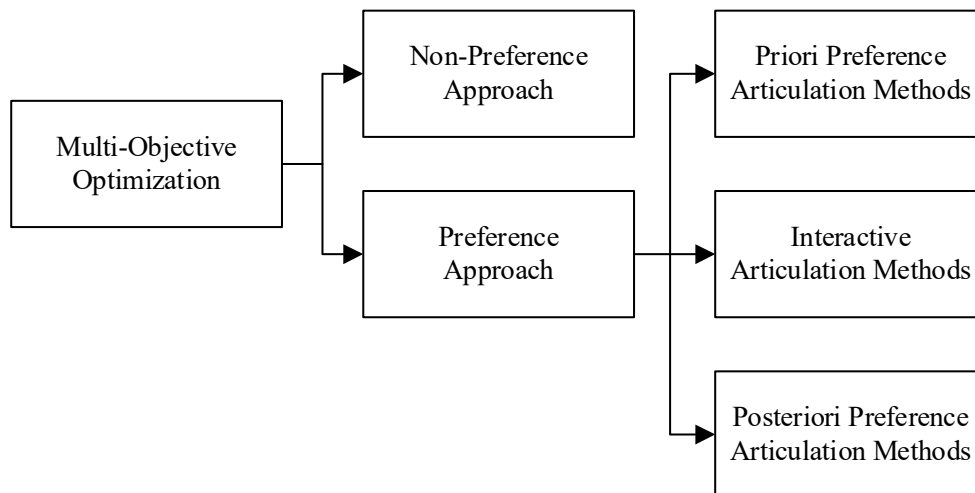 Non-Preference
Approach
Priori Preference
Articulation Methods
Multi-Objective
Optimization
Preference
Approach
Interactive
Articulation Methods
Posteriori Preference
Articulation Methods